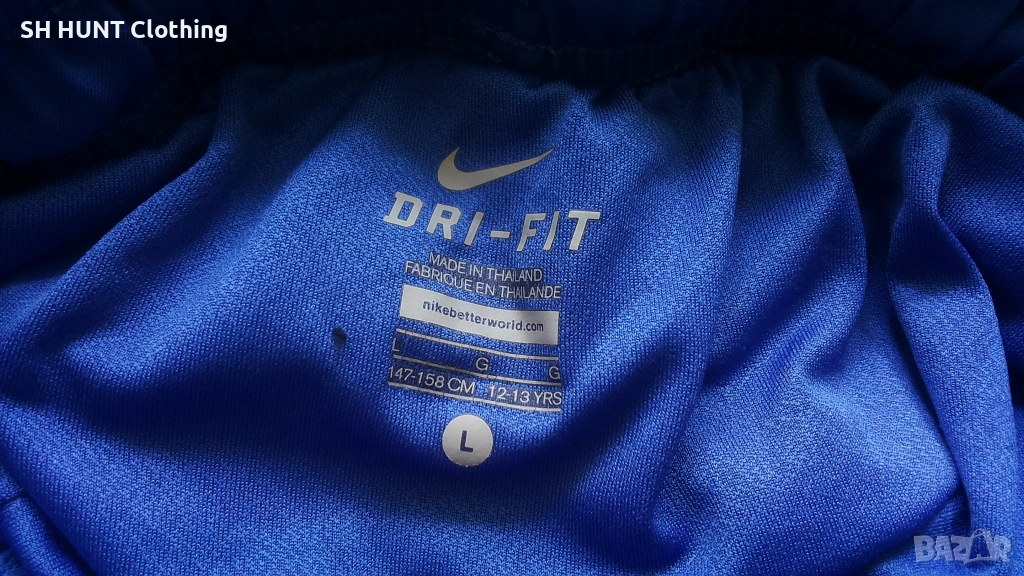 SH HUNT Clothing
DRI-FIT
MADE IN THAILAND
FABRIQUE EN THAILANDE
nikebetterworld.com
L G G
147-158 CM 12-13 YRS
L
BAZAR